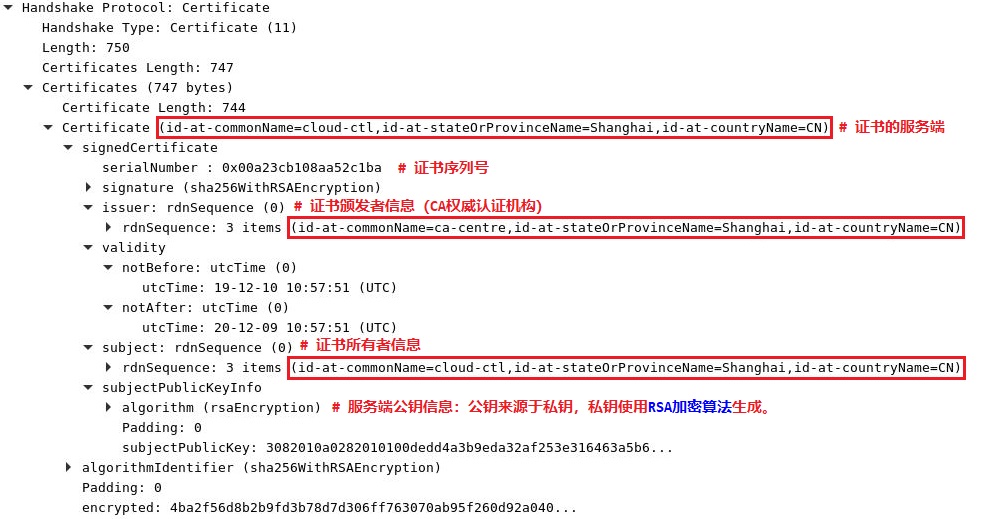 Handshake Protocol: Certificate
Handshake Type: Certificate (11)
Length: 750
Certificates Length: 747
Certificates (747 bytes)
Certificate Length: 744
Certificate (id-at-commonName=cloud-ctl,id-at-stateOrProvinceName=Shanghai,id-at-countryName=CN) # 证书的服务端
signedCertificate
serialNumber : 0x00a23cb108aa52c1ba # 证书序列号
signature (sha256WithRSAEncryption)
issuer: rdnSequence (0) # 证书颁发者信息（CA权威认证机构）
rdnSequence: 3 items (id-at-commonName=ca-centre,id-at-stateOrProvinceName=Shanghai,id-at-countryName=CN)
validity
notBefore: utcTime (0)
utcTime: 19-12-10 10:57:51 (UTC)
notAfter: utcTime (0)
utcTime: 20-12-09 10:57:51 (UTC)
subject: rdnSequence (0) # 证书所有者信息
rdnSequence: 3 items (id-at-commonName=cloud-ctl,id-at-stateOrProvinceName=Shanghai,id-at-countryName=CN)
subjectPublicKeyInfo
algorithm (rsaEncryption) # 服务端公钥信息：公钥来源于私钥，私钥使用RSA加密算法生成。
Padding: 0
subjectPublicKey: 3082010a0282010100dedd4a3b9eda32af253e316463a5b6...
algorithmIdentifier (sha256WithRSAEncryption)
Padding: 0
encrypted: 4ba2f56d8b2b9fd3b78d7d306ff763070ab95f260d92a040...